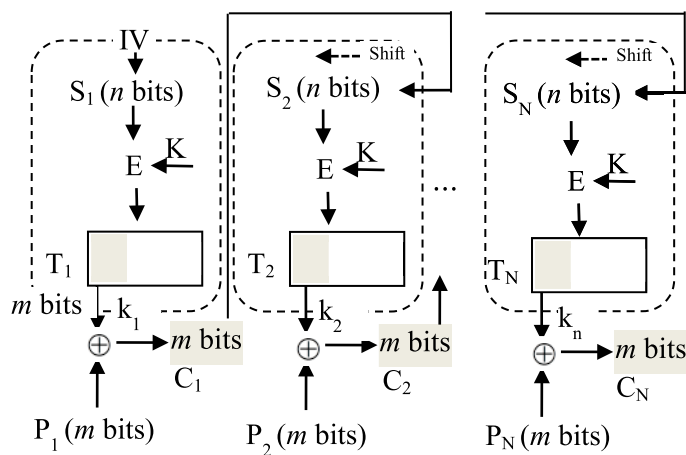 IV
Shift
Shift
S1 (n bits)
S2 (n bits)
SN (n bits)
E
K
E
K
E
K
...
T1
T2
TN
m bits
k1
k2
kn
⊕
m bits
⊕
m bits
⊕
m bits
C1
C2
CN
P1 (m bits)
P2 (m bits)
PN (m bits)